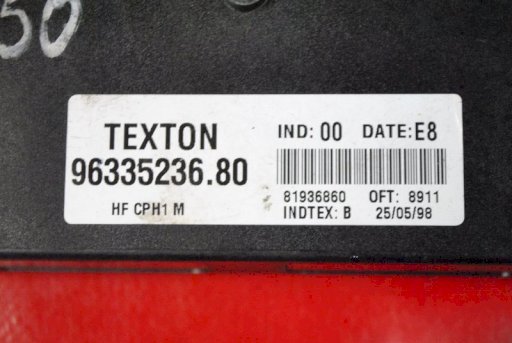 50
TEXTON
96335236.80
HF CPH1 M
IND: 00 DATE:E8
81936860 OFT: 8911
INDTEX: B 25/05/98